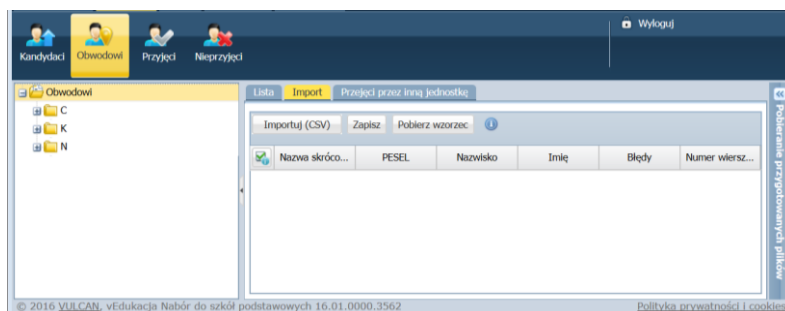 Wyloguj
Kandydaci Obwodowi Przyjęci Nieprzyjęci
Obwodowi
C
K
N
Lista Import Przejęci przez inną jednostkę
Importuj (CSV) Zapisz Pobierz wzorzec
Nazwa skróco... PESEL Nazwisko Imię Błędy Numer wiersz...
Pobieranie przygotowanych plików
© 2016 VULCAN, vEdukacja Nabór do szkół podstawowych 16.01.0000.3562 Polityka prywatności i cookies